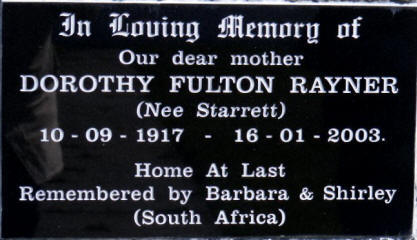 In Loving Memory of
Our dear mother
DOROTHY FULTON RAYNER
(Nee Starrett)
10 - 09 - 1917 - 16 - 01 - 2003.
Home At Last
Remembered by Barbara & Shirley
(South Africa)